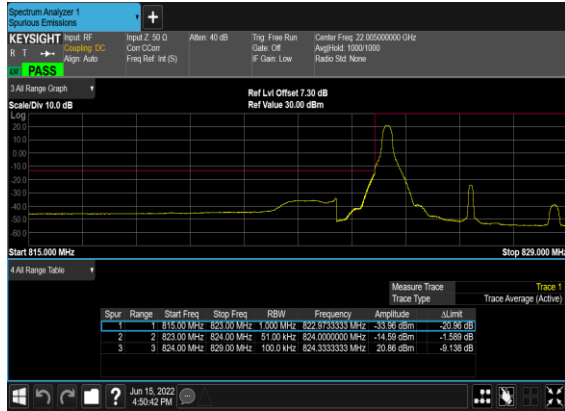 Spectrum Analyzer 1
Spurious Emissions
KEYSIGHT Input: RF Input Z: 50 Ω Atten: 40 dB Trig: Free Run Center Freq: 22.005000000 GHz
R T Coupling: DC Corr CCorr Gate: Off Avg|Hold: 1000/1000
Align: Auto Freq Ref: Int (S) IF Gain: Low Radio Std: None
PASS
3 All Range Graph
Ref Lvl Offset 7.30 dB
Scale/Div 10.0 dB Ref Value 30.00 dBm
Log
20.0
10.0
0.00
-10.0
-20.0
-30.0
-40.0
-50.0
-60.0
Start 815.000 MHz Stop 829.000 MHz
4 All Range Table
Measure Trace Trace 1
Trace Type Trace Average (Active)
Spur Range Start Freq Stop Freq RBW Frequency Amplitude ΔLimit
1 1 815.00 MHz 823.00 MHz 1.000 MHz 822.9733333 MHz -33.96 dBm -20.96 dB
2 2 823.00 MHz 824.00 MHz 51.00 kHz 824.0000000 MHz -14.59 dBm -1.589 dB
3 3 824.00 MHz 829.00 MHz 100.0 kHz 824.3333333 MHz 20.86 dBm -9.138 dB
? Jun 15, 2022
4:50:42 PM